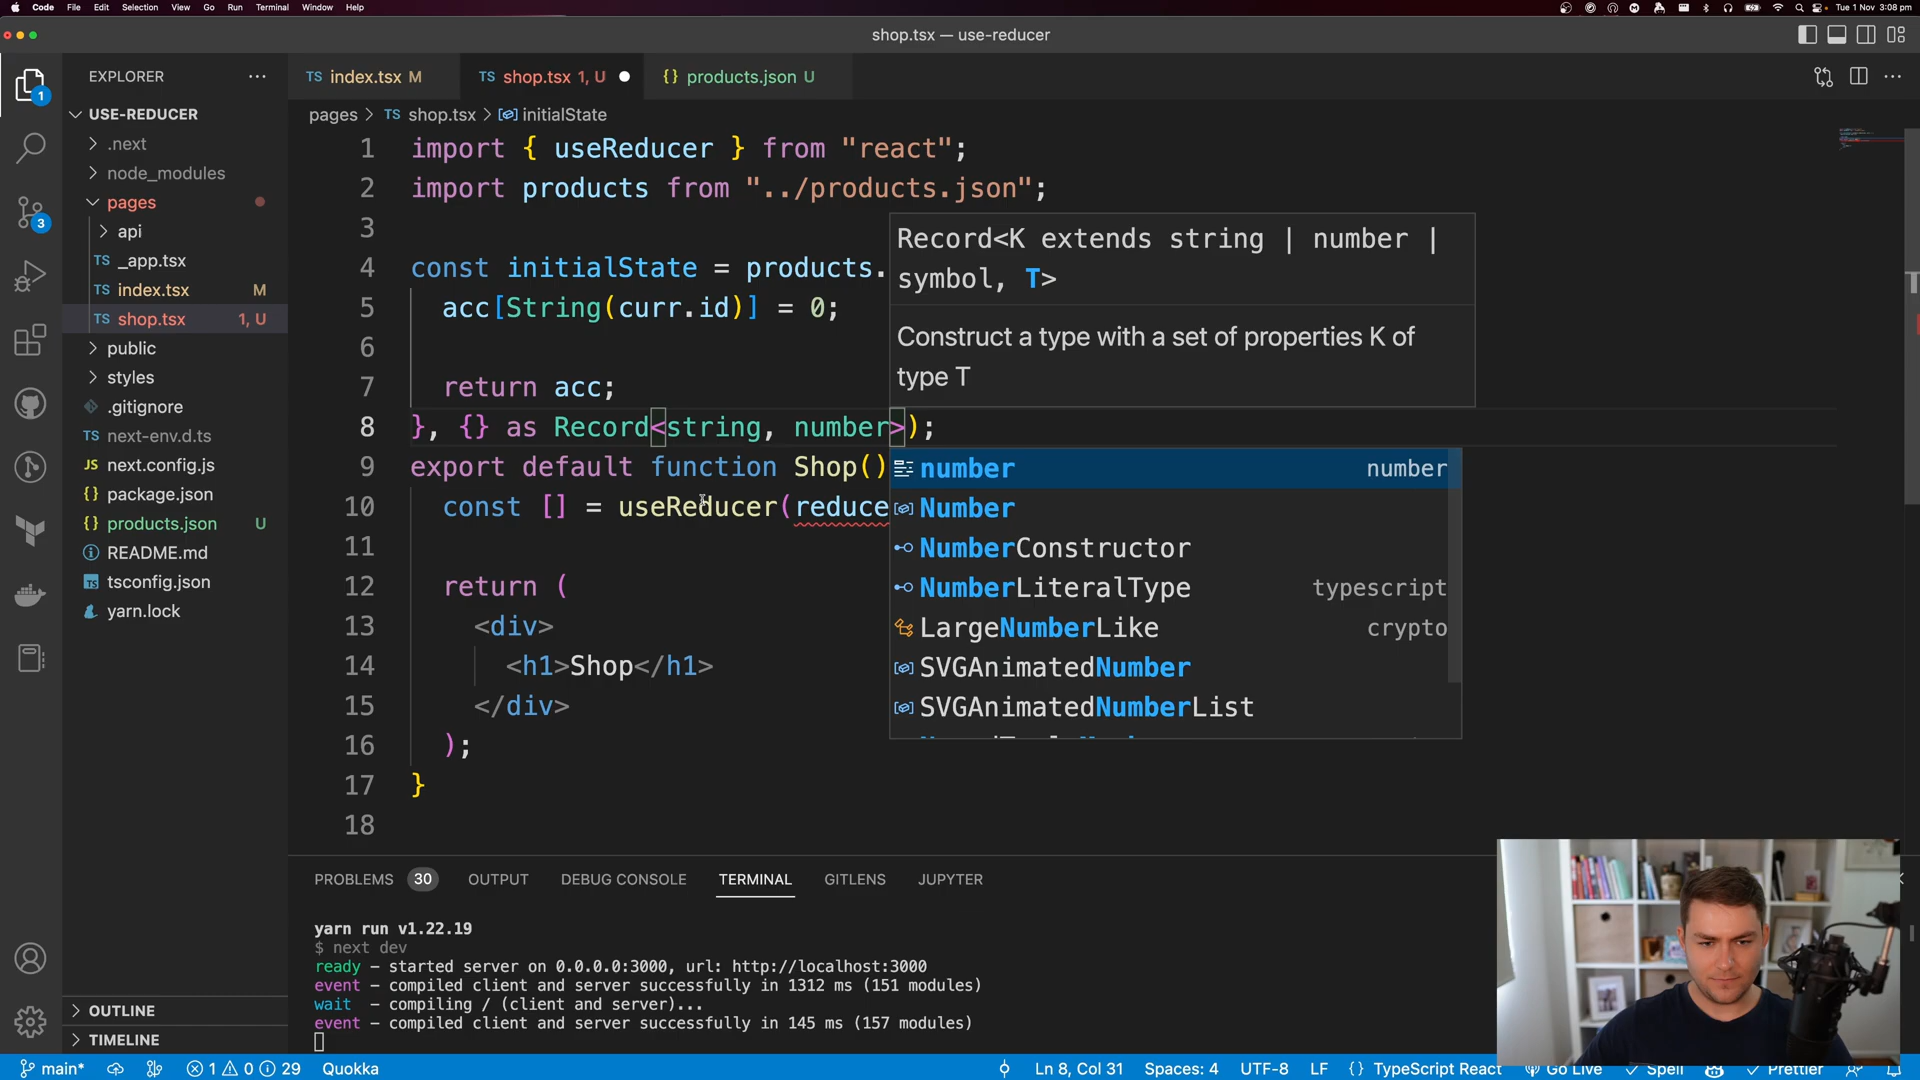 Code File Edit Selection View Go Run Terminal Window Help
Tue 1 Nov 3:08 pm
shop.tsx — use-reducer
EXPLORER
TS index.tsx M
TS shop.tsx 1, U
{} products.json U
USE-REDUCER
pages > TS shop.tsx > initialState
.next
node_modules
pages
api
TS _app.tsx
TS index.tsx M
TS shop.tsx 1, U
public
styles
.gitignore
TS next-env.d.ts
JS next.config.js
{} package.json
{} products.json U
README.md
tsconfig.json
yarn.lock
OUTLINE
TIMELINE
1
3
1 import { useReducer } from "react";
2 import products from "../products.json";
3
4 const initialState = products.
5 acc[String(curr.id)] = 0;
6
7 return acc;
8 }, {} as Record<string, number>);
9 export default function Shop()
10 const [] = useReducer(reduce
11
12 return (
13 <div>
14 <h1>Shop</h1>
15 </div>
16 );
17 }
18
Record<K extends string | number |
symbol, T>
Construct a type with a set of properties K of
type T
number number
Number
NumberConstructor
NumberLiteralType typescript
LargeNumberLike crypto
SVGAnimatedNumber
SVGAnimatedNumberList
PROBLEMS 30 OUTPUT DEBUG CONSOLE TERMINAL GITLENS JUPYTER
yarn run v1.22.19
$ next dev
ready - started server on 0.0.0.0:3000, url: http://localhost:3000
event - compiled client and server successfully in 1312 ms (151 modules)
wait - compiling / (client and server)...
event - compiled client and server successfully in 145 ms (157 modules)
main* 1 0 29 Quokka Ln 8, Col 31 Spaces: 4 UTF-8 LF {} TypeScript React Go Live Spell Prettier